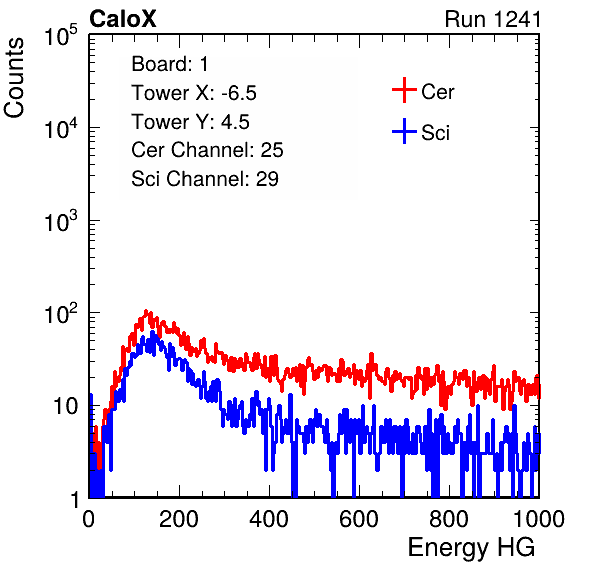 CaloX Run 1241
Counts
10^5
10^4
10^3
10^2
10
1
Board: 1
Tower X: -6.5
Tower Y: 4.5
Cer Channel: 25
Sci Channel: 29
Cer
Sci
0 200 400 600 800 1000
Energy HG